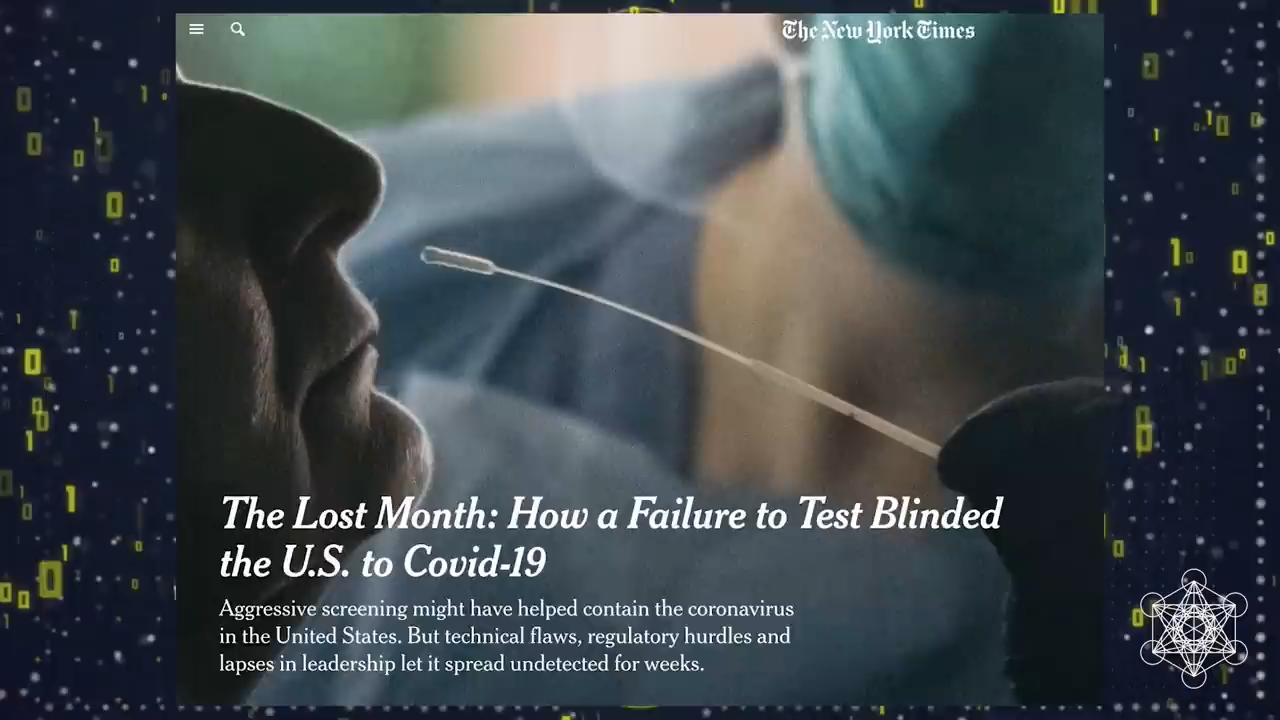 The New York Times
The Lost Month: How a Failure to Test Blinded
the U.S. to Covid-19
Aggressive screening might have helped contain the coronavirus
in the United States. But technical flaws, regulatory hurdles and
lapses in leadership let it spread undetected for weeks.